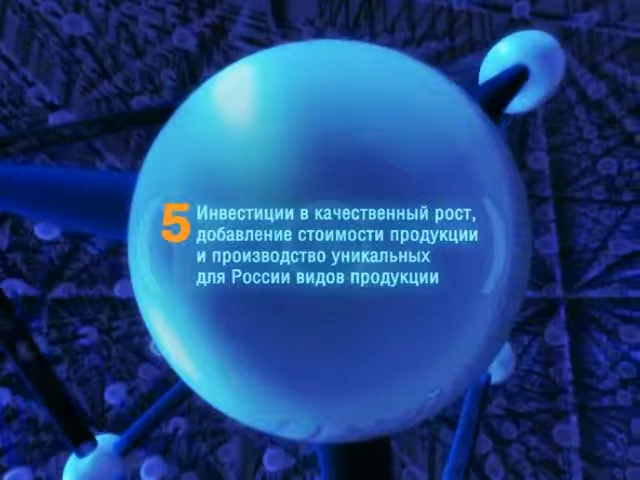 5 Инвестиции в качественный рост,
добавление стоимости продукции
и производство уникальных
для России видов продукции